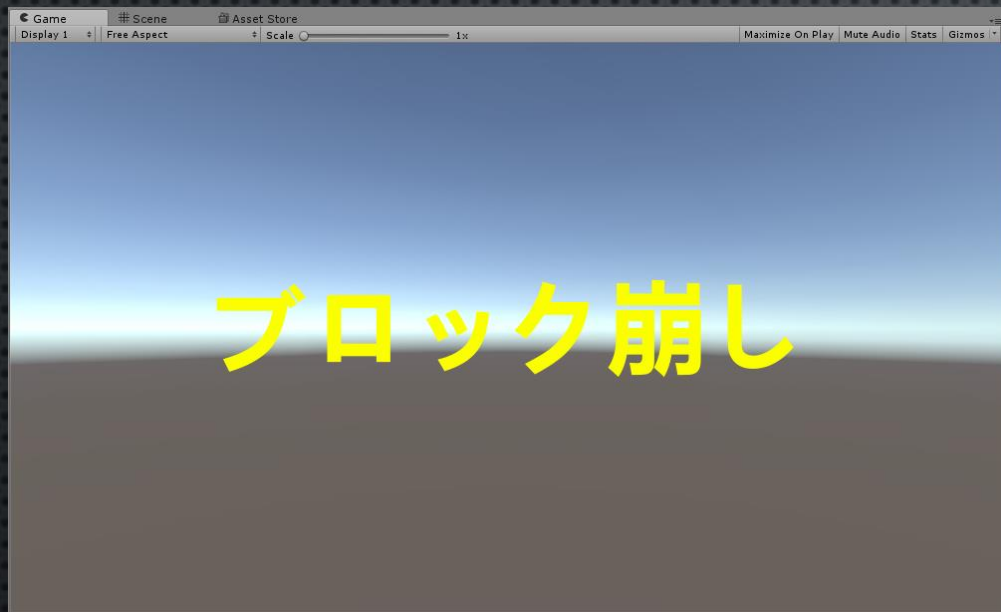 Game Scene Asset Store
Display 1 Free Aspect Scale 1x Maximize On Play Mute Audio Stats Gizmos
ブロック崩し